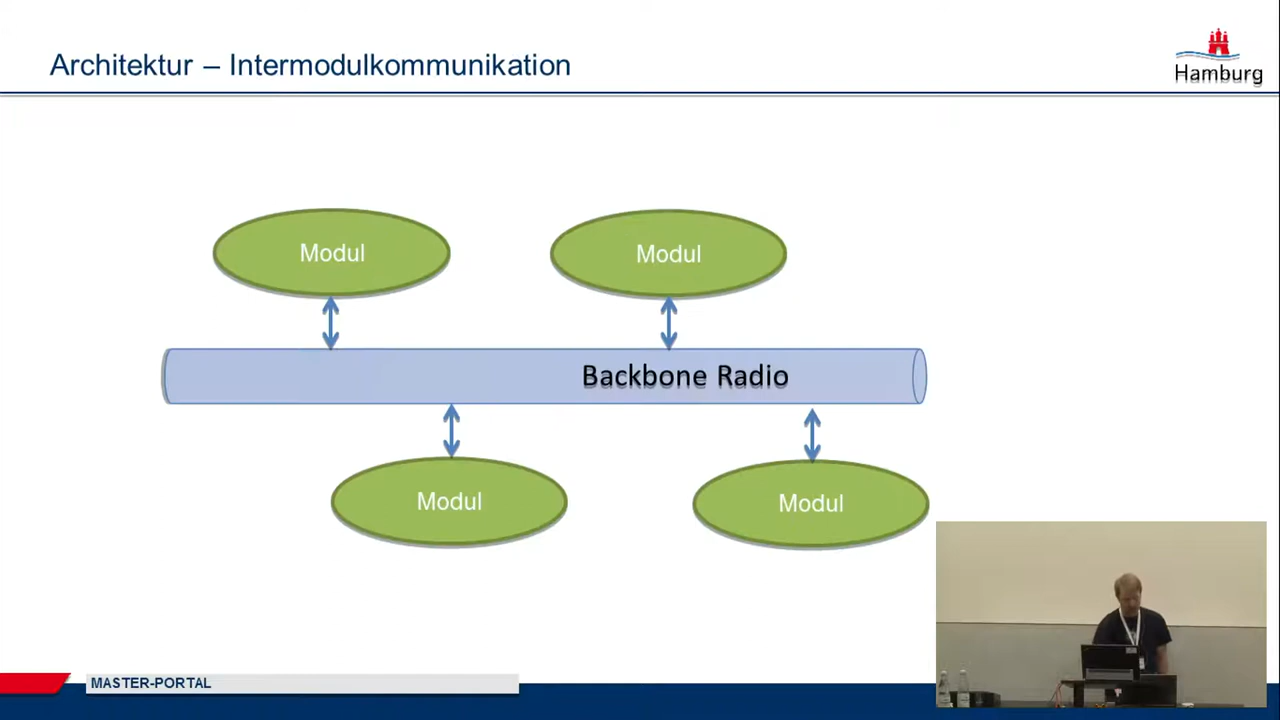 Architektur – Intermodulkommunikation
Hamburg
Modul
Modul
Backbone Radio
Modul
Modul
MASTER-PORTAL